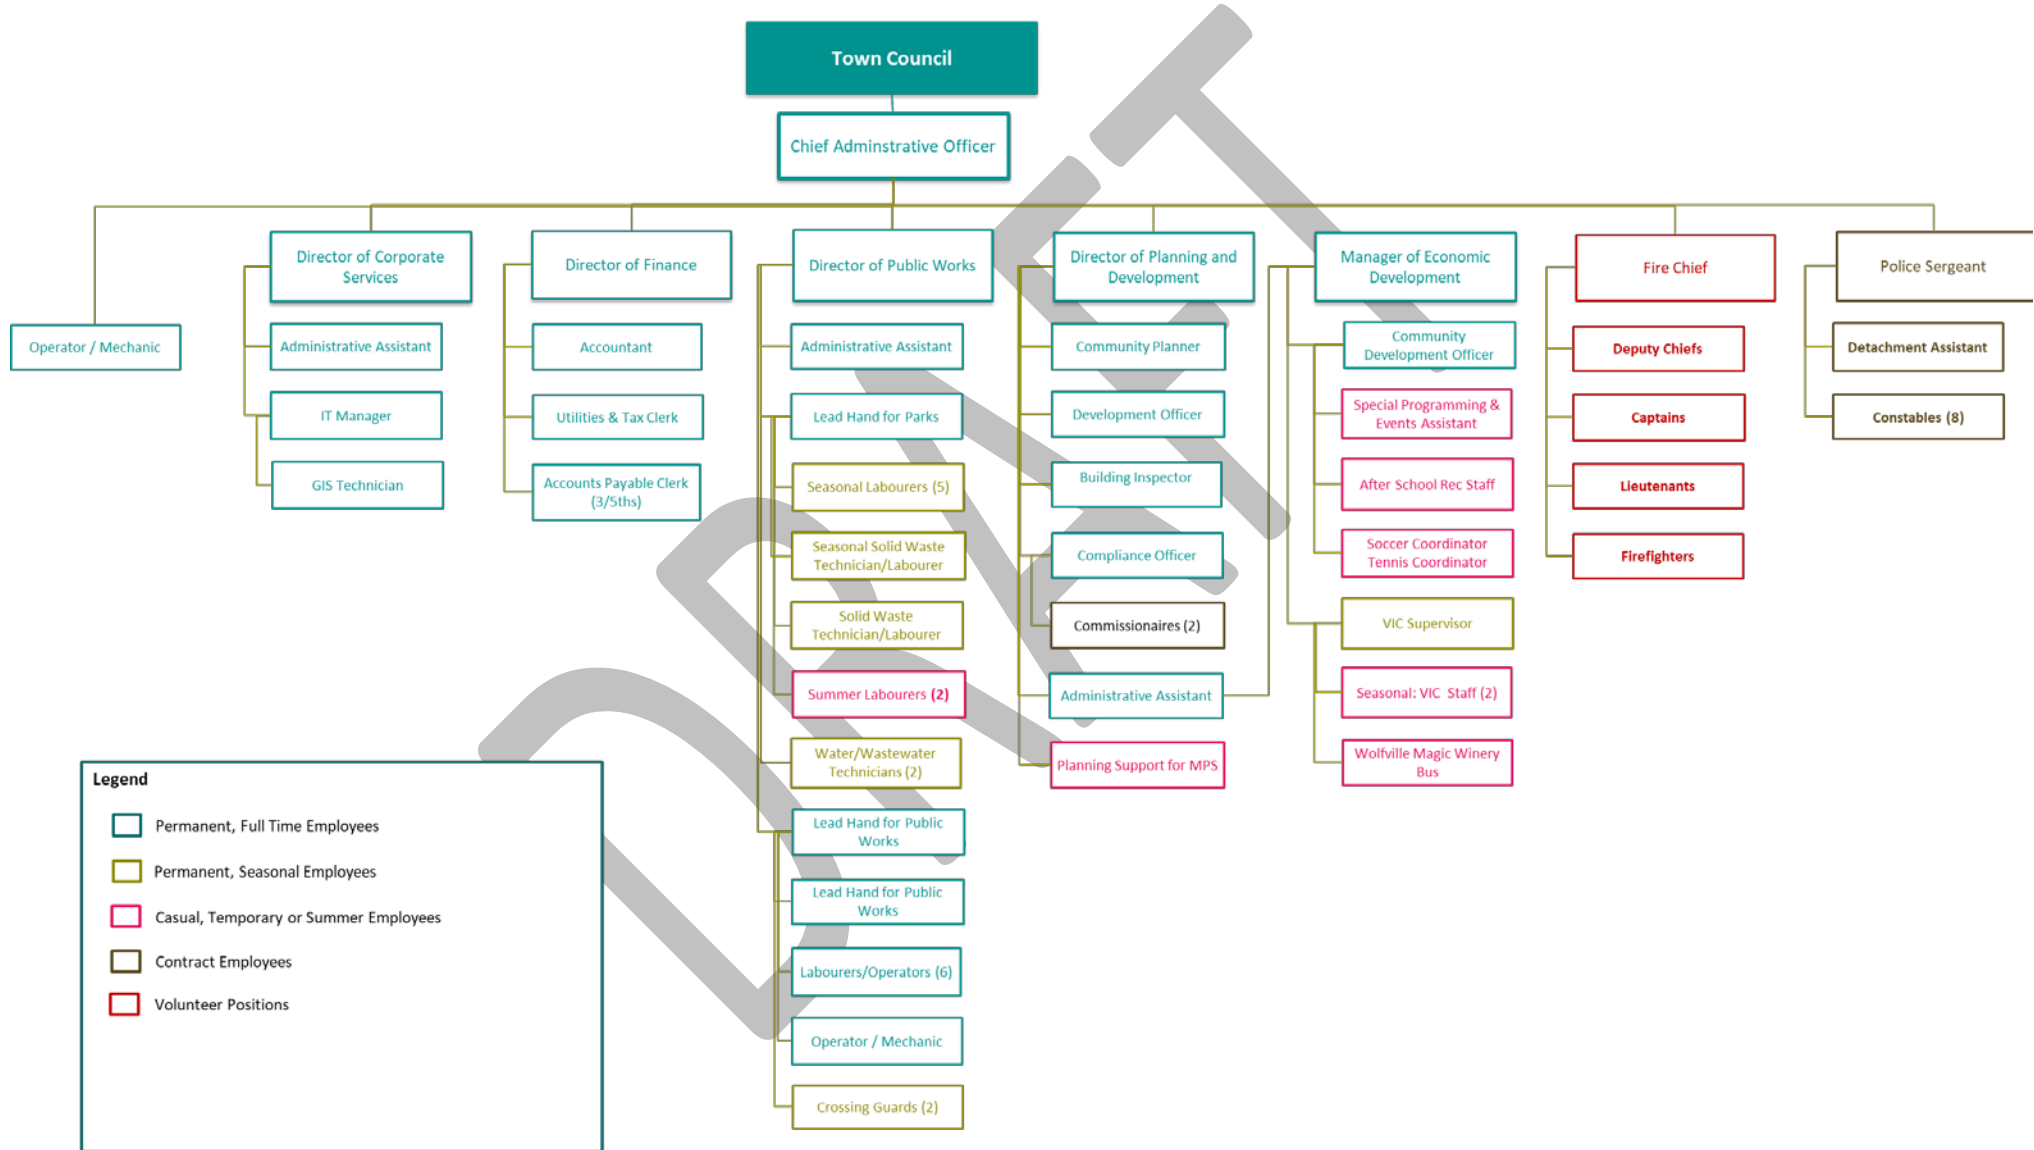 Town Council
Chief Adminstrative Officer
Operator / Mechanic
Director of Corporate
Services
Administrative Assistant
IT Manager
GIS Technician
Director of Finance
Accountant
Utilities & Tax Clerk
Accounts Payable Clerk
(3/5ths)
Director of Public Works
Administrative Assistant
Lead Hand for Parks
Seasonal Labourers (5)
Seasonal Solid Waste
Technician/Labourer
Solid Waste
Technician/Labourer
Summer Labourers (2)
Water/Wastewater
Technicians (2)
Lead Hand for Public
Works
Lead Hand for Public
Works
Labourers/Operators (6)
Operator / Mechanic
Crossing Guards (2)
Director of Planning and
Development
Community Planner
Development Officer
Building Inspector
Compliance Officer
Commissionaires (2)
Administrative Assistant
Planning Support for MPS
Manager of Economic
Development
Community
Development Officer
Special Programming &
Events Assistant
After School Rec Staff
Soccer Coordinator
Tennis Coordinator
VIC Supervisor
Seasonal: VIC  Staff (2)
Wolfville Magic Winery
Bus
Fire Chief
Deputy Chiefs
Captains
Lieutenants
Firefighters
Police Sergeant
Detachment Assistant
Constables (8)
Legend
Permanent, Full Time Employees
Permanent, Seasonal Employees
Casual, Temporary or Summer Employees
Contract Employees
Volunteer Positions
DRAFT